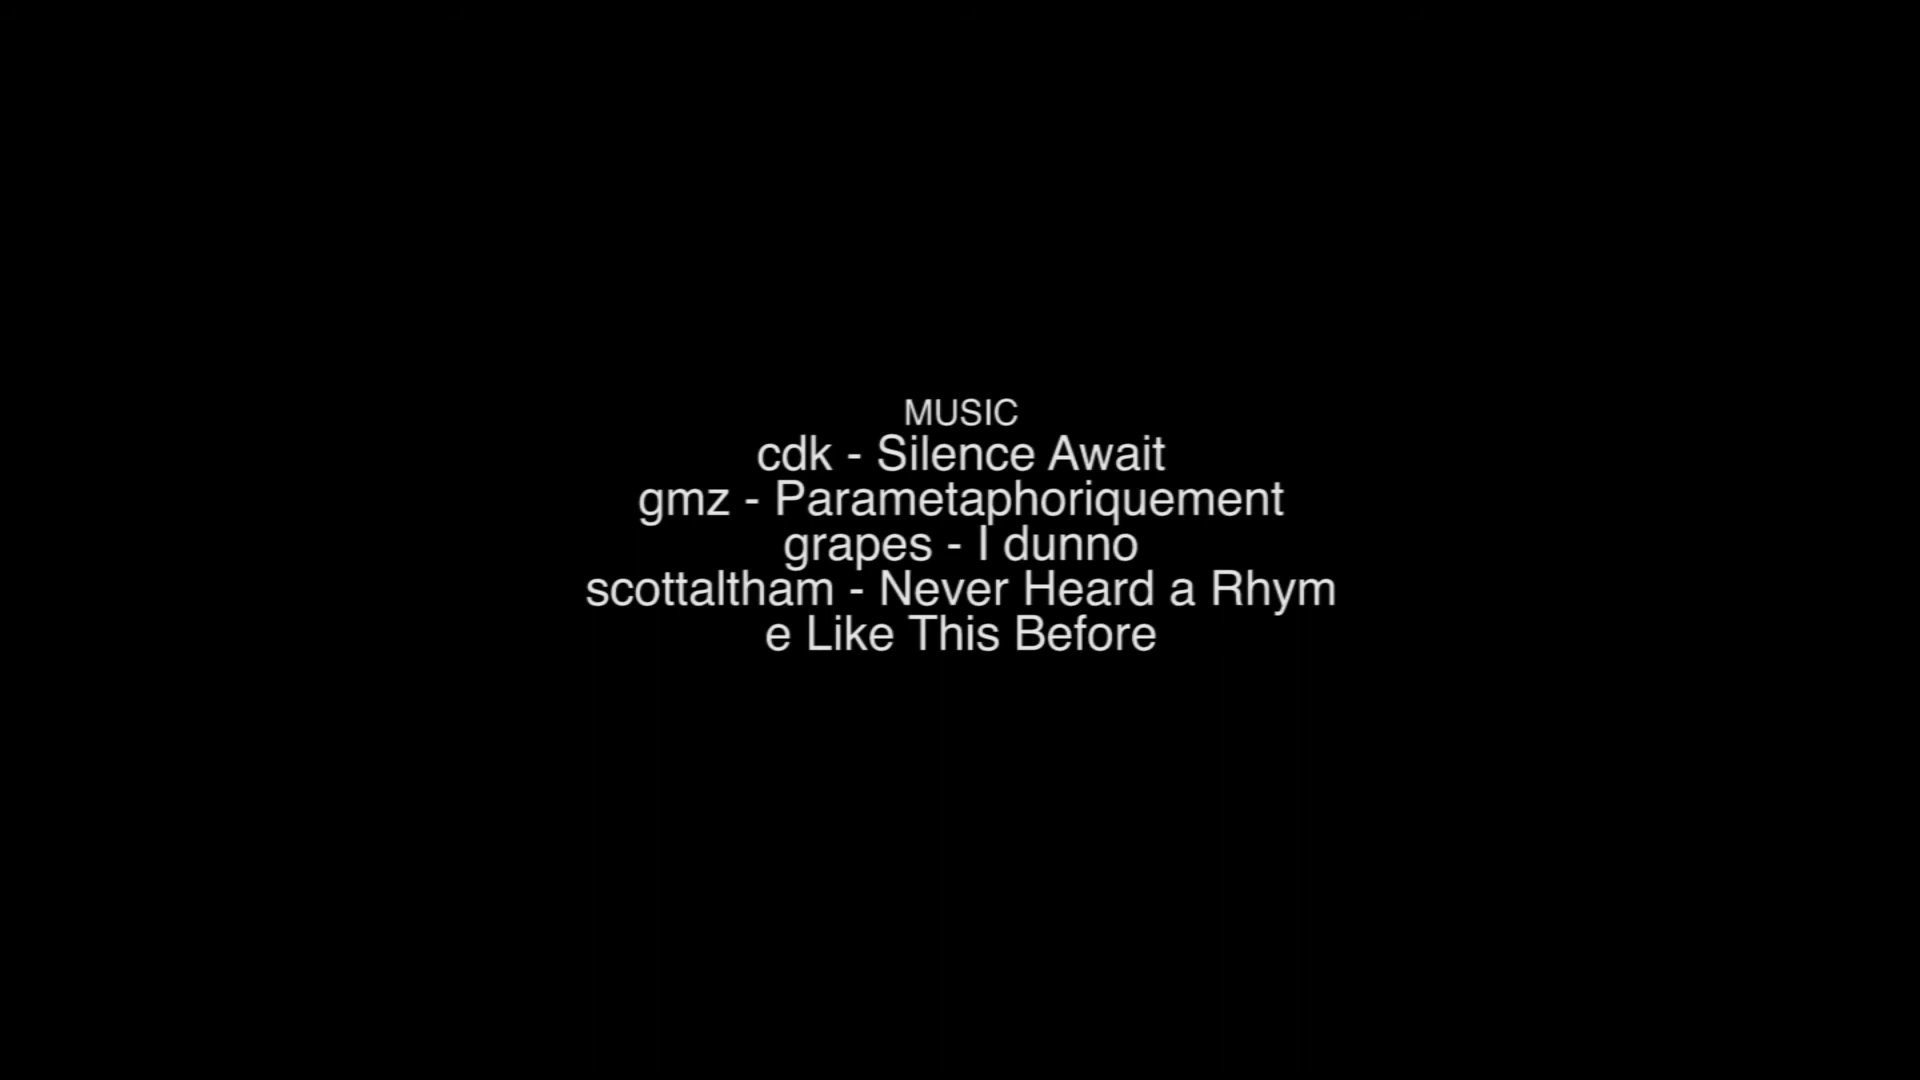 MUSIC
cdk - Silence Await
gmz - Parametaphoriquement
grapes - I dunno
scottaltham - Never Heard a Rhym
e Like This Before